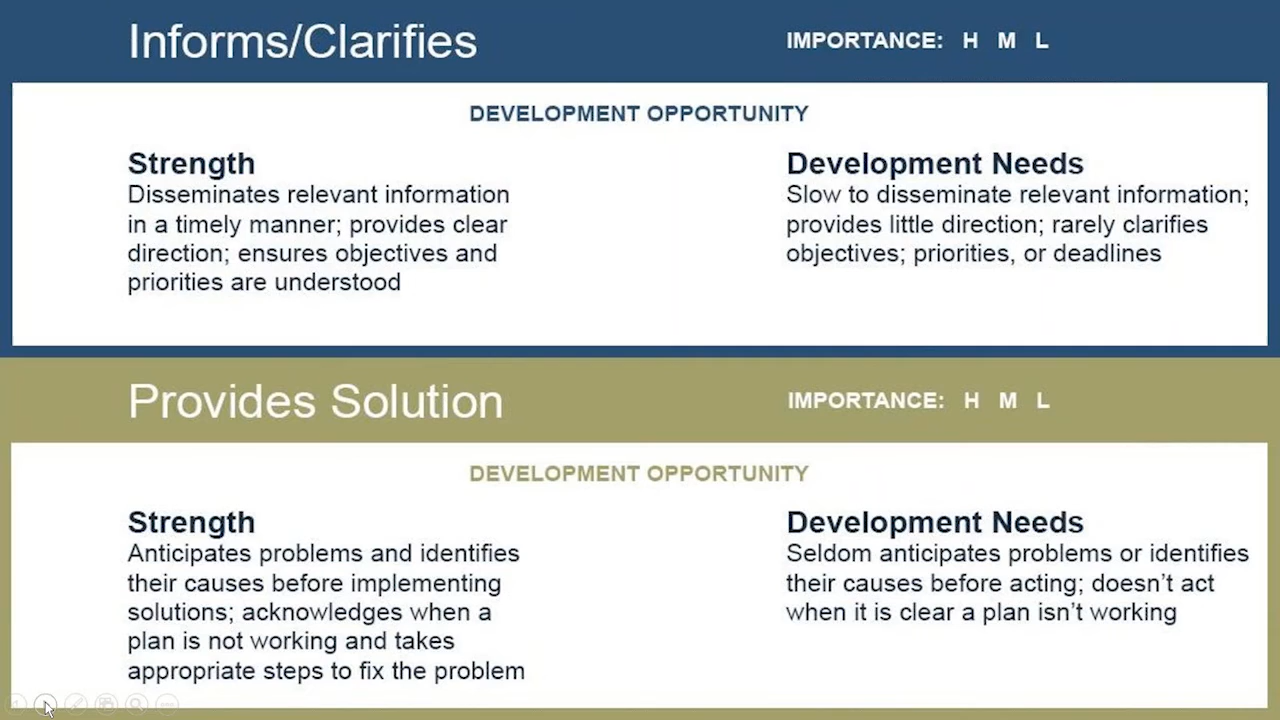 Informs/Clarifies
IMPORTANCE: H M L
DEVELOPMENT OPPORTUNITY
Strength
Disseminates relevant information
in a timely manner; provides clear
direction; ensures objectives and
priorities are understood
Development Needs
Slow to disseminate relevant information;
provides little direction; rarely clarifies
objectives; priorities, or deadlines
Provides Solution
IMPORTANCE: H M L
DEVELOPMENT OPPORTUNITY
Strength
Anticipates problems and identifies
their causes before implementing
solutions; acknowledges when a
plan is not working and takes
appropriate steps to fix the problem
Development Needs
Seldom anticipates problems or identifies
their causes before acting; doesn’t act
when it is clear a plan isn’t working